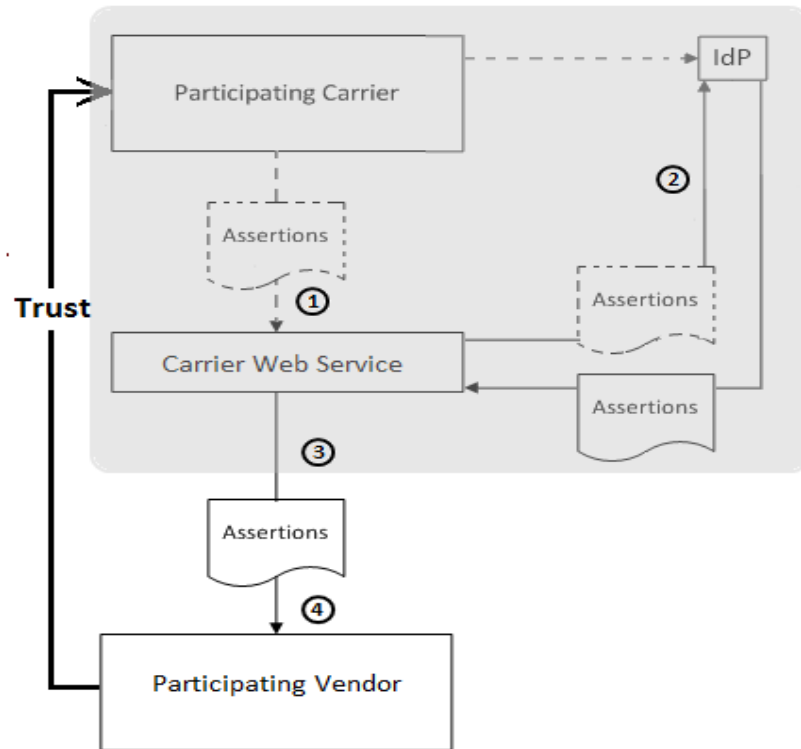 IdP
Participating Carrier
2
Assertions
Assertions
1
Trust
Carrier Web Service
Assertions
3
Assertions
4
Participating Vendor